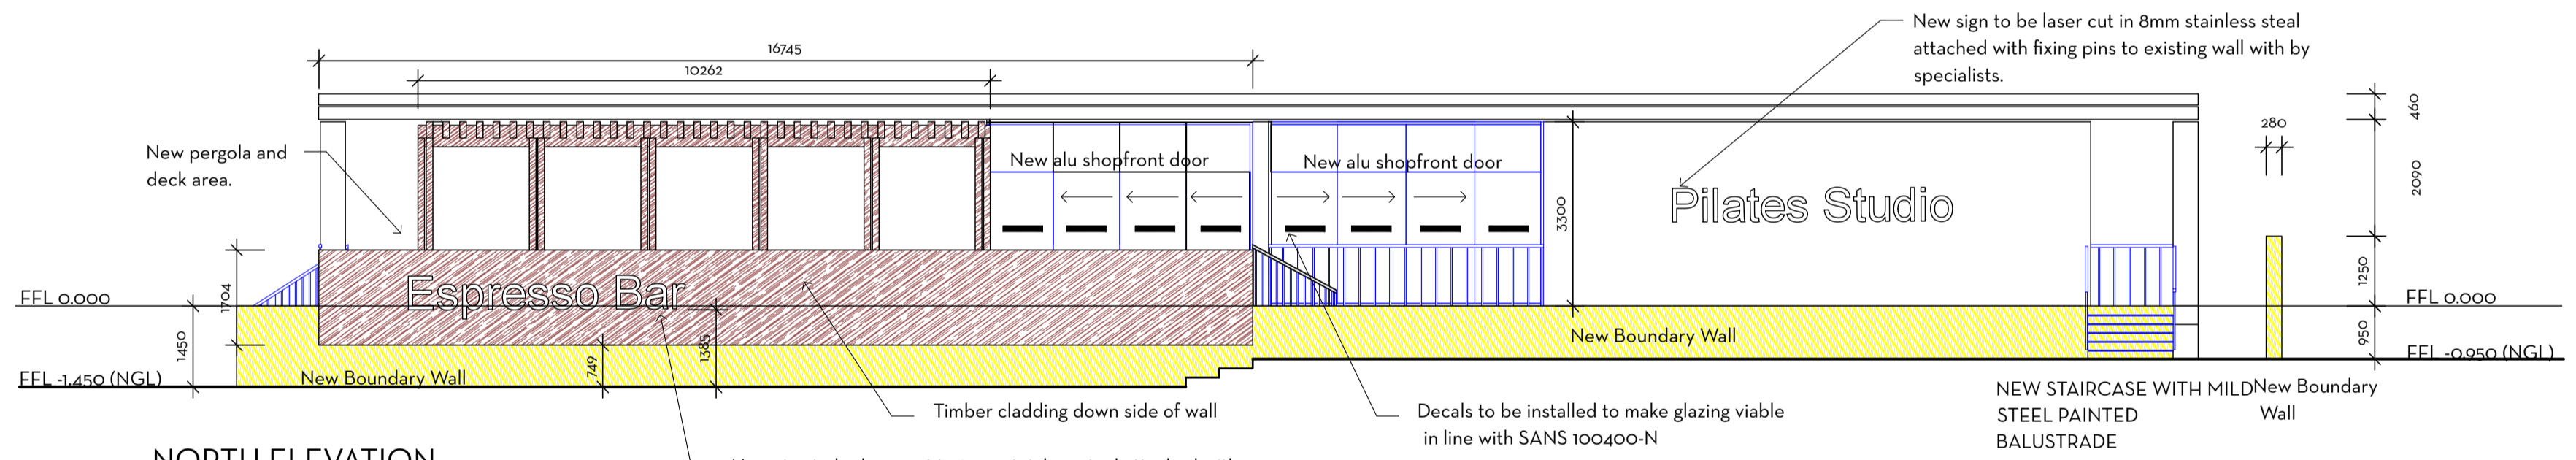 New sign to be laser cut in 8mm stainless steal
attached with fixing pins to existing wall with by
specialists.
16745
10262
460
280
New pergola and
deck area.
New alu shopfront door
New alu shopfront door
2090
3300
Pilates Studio
Espresso Bar
1704
1250
FFL 0.000
FFL 0.000
1450
749
1385
New Boundary Wall
950
FFL -0.950 (NGL)
FFL -1.450 (NGL)
New Boundary Wall
Timber cladding down side of wall
Decals to be installed to make glazing viable
in line with SANS 100400-N
NEW STAIRCASE WITH MILD
STEEL PAINTED
BALUSTRADE
New Boundary
Wall
NORTH ELEVATION